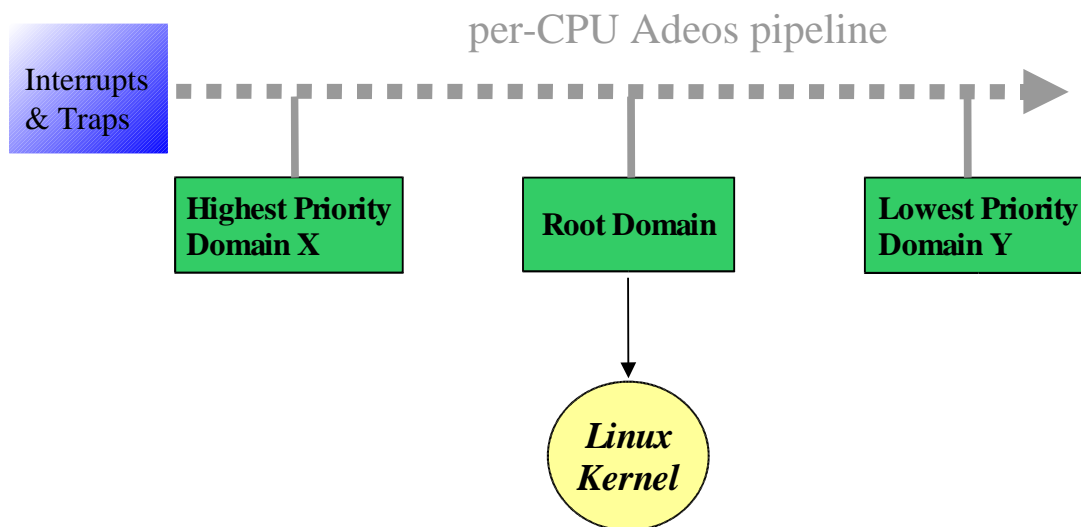 per-CPU Adeos pipeline
Interrupts
& Traps
Highest Priority
Domain X
Root Domain
Lowest Priority
Domain Y
Linux
Kernel